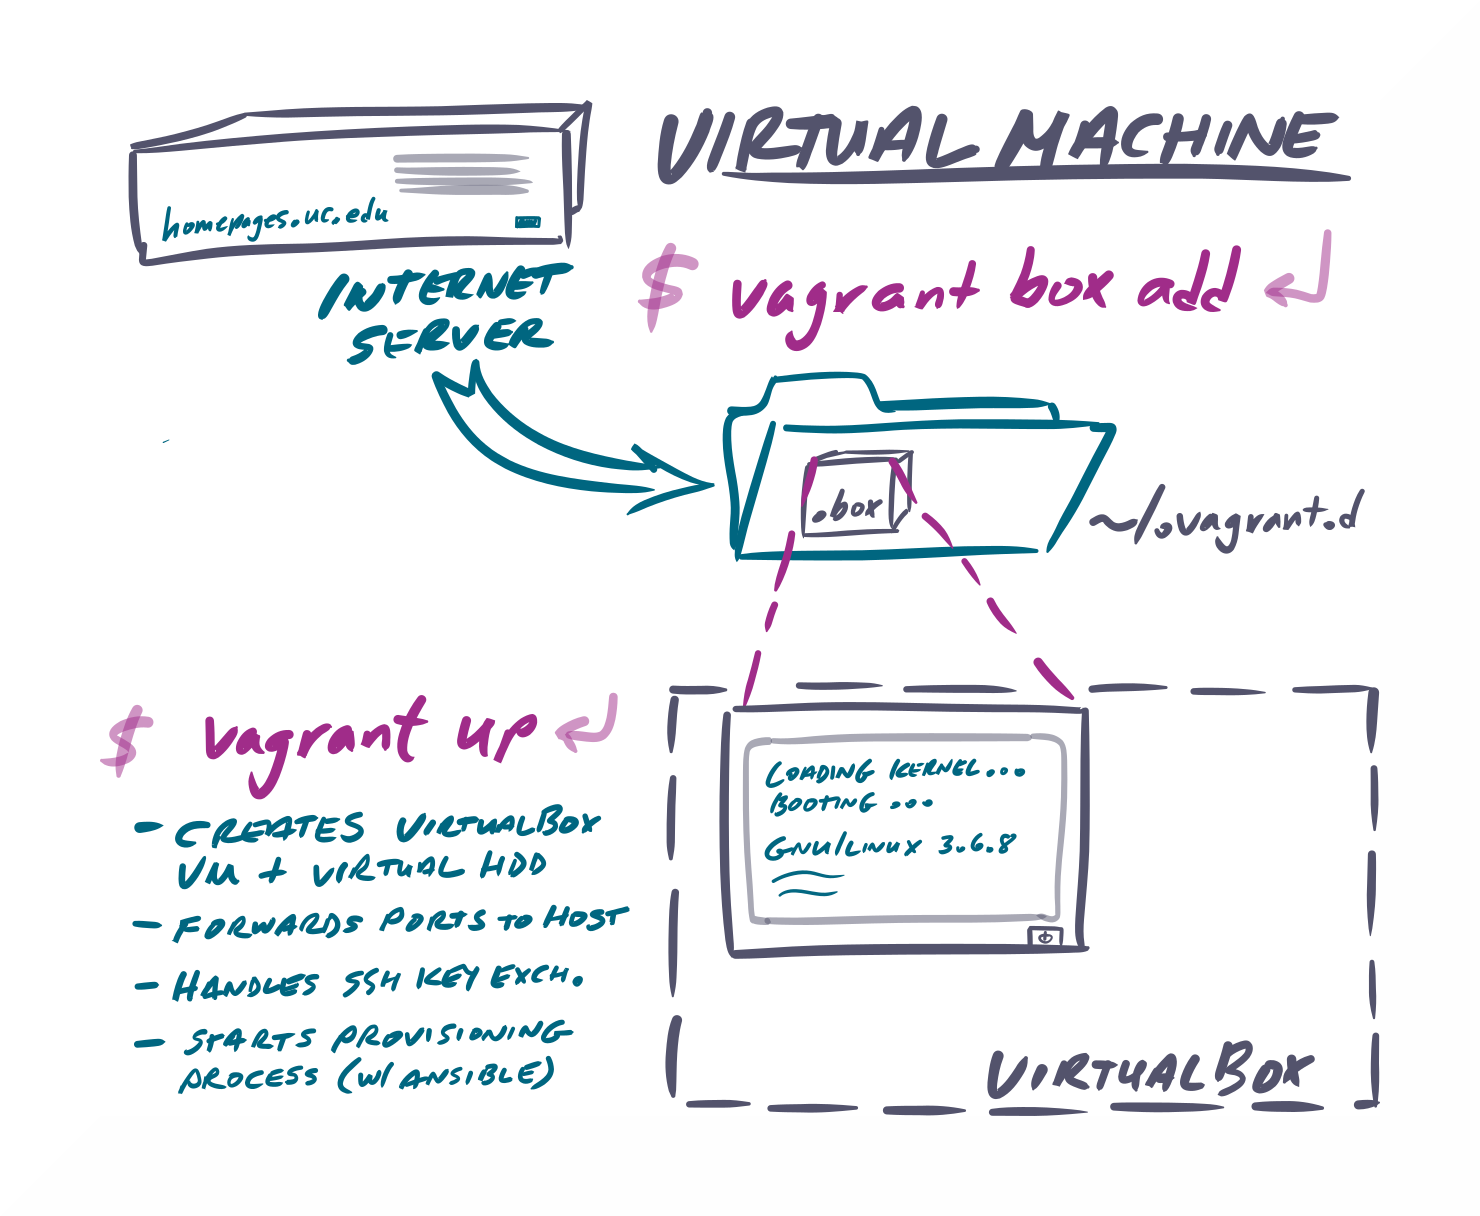 VIRTUAL MACHINE
homepages.uc.edu
INTERNET
SERVER
$ vagrant box add
.box
~/.vagrant.d
$ vagrant up
- CREATES VIRTUALBOX
VM + VIRTUAL HDD
- FORWARDS PORTS TO HOST
- HANDLES SSH KEY EXCH.
- STARTS PROVISIONING
PROCESS (W/ ANSIBLE)
LOADING KERNEL...
BOOTING ...
GNU/LINUX 3.6.8
VIRTUALBOX